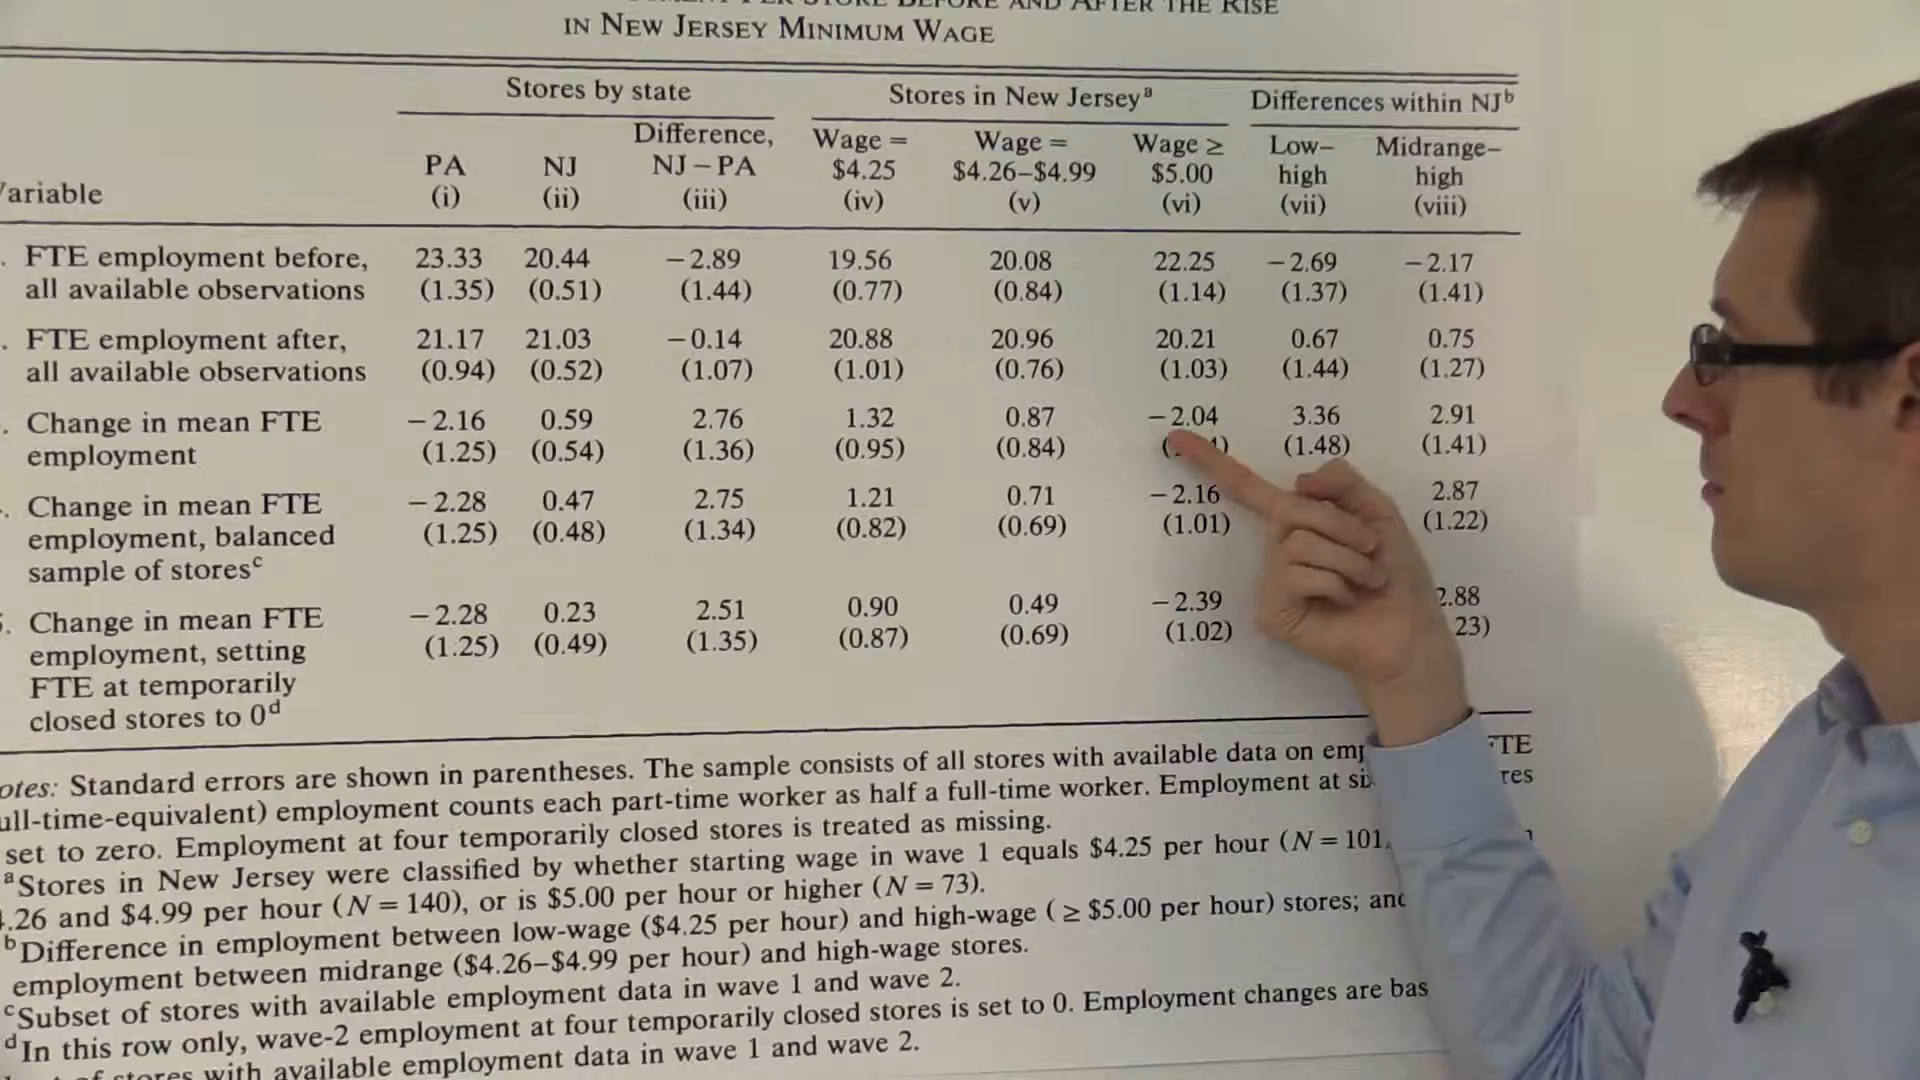 BEFORE AND AFTER THE RISE
IN NEW JERSEY MINIMUM WAGE
Stores by state Stores in New Jerseyᵃ Differences within NJᵇ
Difference, Wage = Wage = Wage ≥ Low– Midrange–
PA NJ NJ − PA $4.25 $4.26–$4.99 $5.00 high high
Variable (i) (ii) (iii) (iv) (v) (vi) (vii) (viii)
FTE employment before, 23.33 20.44 −2.89 19.56 20.08 22.25 −2.69 −2.17
all available observations (1.35) (0.51) (1.44) (0.77) (0.84) (1.14) (1.37) (1.41)
FTE employment after, 21.17 21.03 −0.14 20.88 20.96 20.21 0.67 0.75
all available observations (0.94) (0.52) (1.07) (1.01) (0.76) (1.03) (1.44) (1.27)
Change in mean FTE −2.16 0.59 2.76 1.32 0.87 −2.04 3.36 2.91
employment (1.25) (0.54) (1.36) (0.95) (0.84) (1.48) (1.41)
Change in mean FTE −2.28 0.47 2.75 1.21 0.71 −2.16 2.87
employment, balanced (1.25) (0.48) (1.34) (0.82) (0.69) (1.01) (1.22)
sample of storesᶜ
Change in mean FTE −2.28 0.23 2.51 0.90 0.49 −2.39 2.88
employment, setting (1.25) (0.49) (1.35) (0.87) (0.69) (1.02) 23)
FTE at temporarily
closed stores to 0ᵈ
otes: Standard errors are shown in parentheses. The sample consists of all stores with available data on FTE
ull-time-equivalent) employment counts each part-time worker as half a full-time worker. Employment at
set to zero. Employment at four temporarily closed stores is treated as missing.
ᵃStores in New Jersey were classified by whether starting wage in wave 1 equals $4.25 per hour (N = 101,
.26 and $4.99 per hour (N = 140), or is $5.00 per hour or higher (N = 73).
ᵇDifference in employment between low-wage ($4.25 per hour) and high-wage (≥ $5.00 per hour) stores; and
employment between midrange ($4.26–$4.99 per hour) and high-wage stores.
ᶜSubset of stores with available employment data in wave 1 and wave 2.
ᵈIn this row only, wave-2 employment at four temporarily closed stores is set to 0. Employment changes are bas
of stores with available employment data in wave 1 and wave 2.